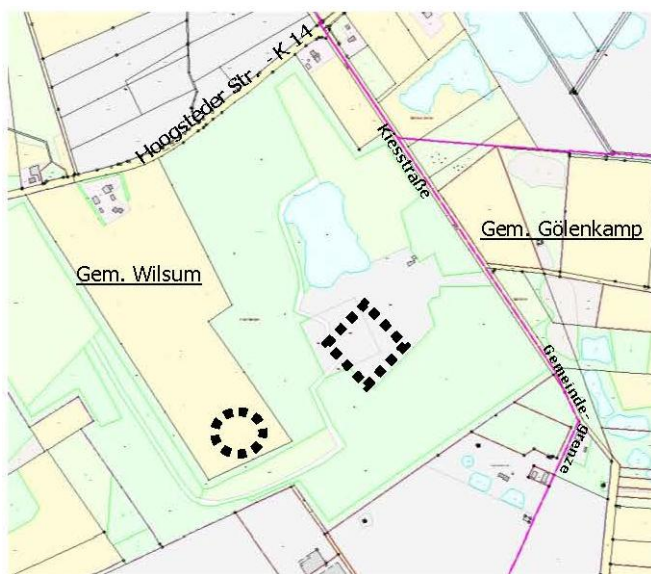 Hoogsteder Str. - K 14
Kiesstraße
Gem. Gölenkamp
Gem. Wilsum
Gemeinde-
grenze